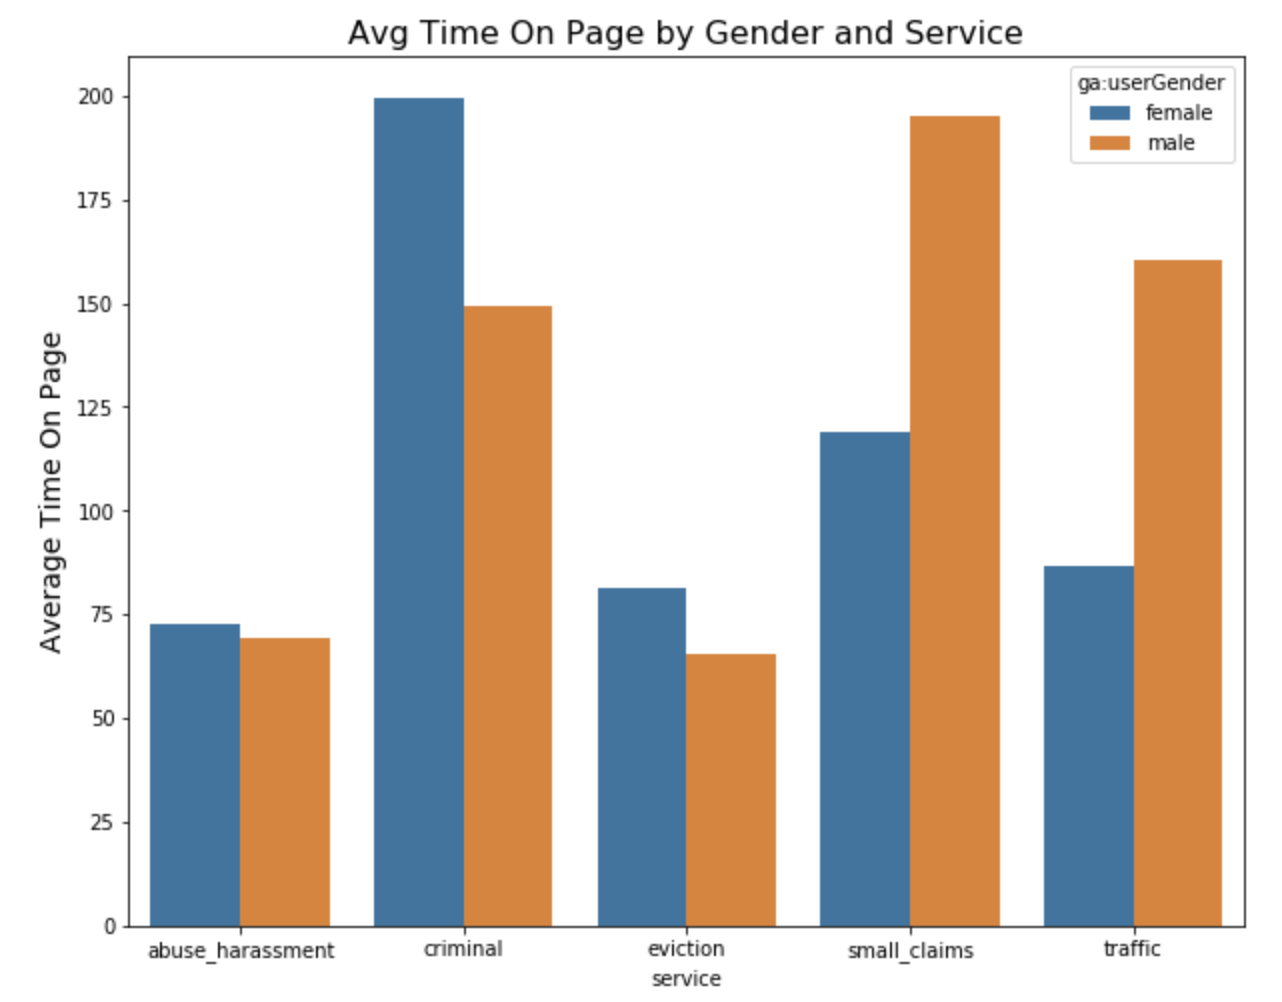 Avg Time On Page by Gender and Service
ga:userGender
female
male
Average Time On Page
200
175
150
125
100
75
50
25
0
abuse_harassment criminal eviction small_claims traffic
service